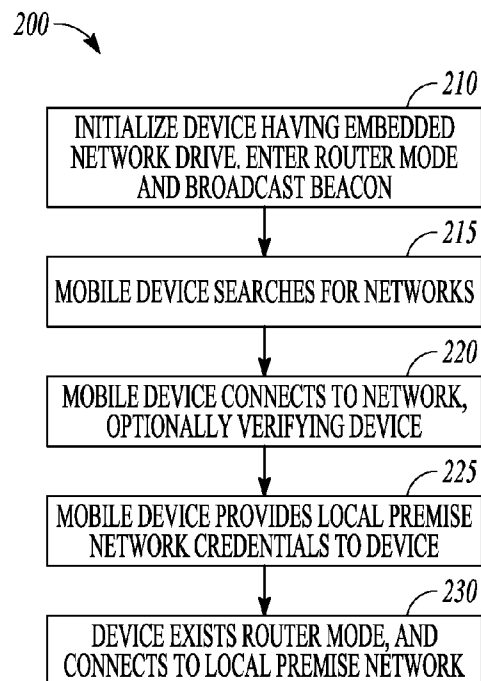 200
210
INITIALIZE DEVICE HAVING EMBEDDED
NETWORK DRIVE, ENTER ROUTER MODE
AND BROADCAST BEACON
215
MOBILE DEVICE SEARCHES FOR NETWORKS
220
MOBILE DEVICE CONNECTS TO NETWORK,
OPTIONALLY VERIFYING DEVICE
225
MOBILE DEVICE PROVIDES LOCAL PREMISE
NETWORK CREDENTIALS TO DEVICE
230
DEVICE EXISTS ROUTER MODE, AND
CONNECTS TO LOCAL PREMISE NETWORK